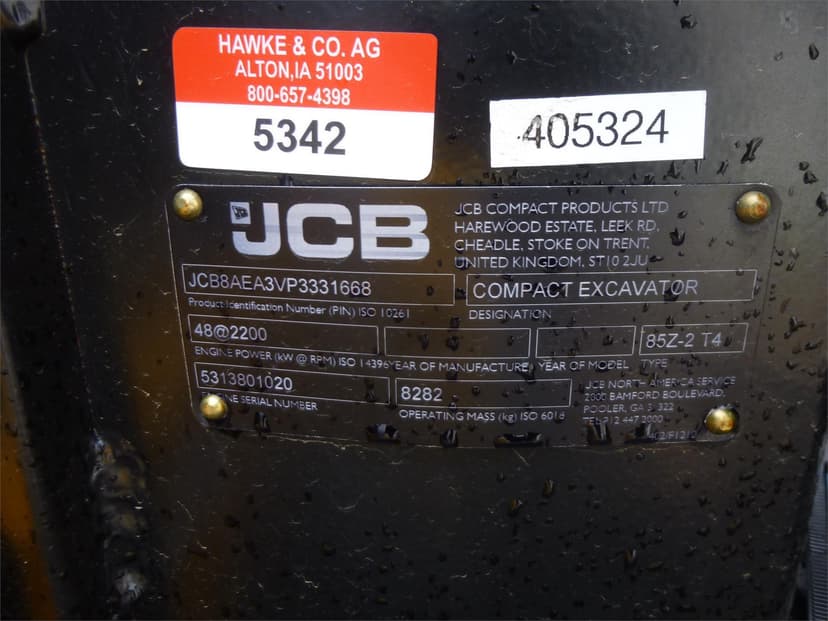 HAWKE & CO. AG
ALTON,IA 51003
800-657-4398
5342
405324
JCB
JCB COMPACT PRODUCTS LTD
HAREWOOD ESTATE, LEEK RD,
CHEADLE, STOKE ON TRENT,
UNITED KINGDOM, ST10 2JU
JCB8AEA3VP3331668
Product Identification Number (PIN) ISO 10261
COMPACT EXCAVATOR
DESIGNATION
48@2200
ENGINE POWER (kW @ RPM) ISO 14396
YEAR OF MANUFACTURE
YEAR OF MODEL
85Z-2 T4
TYPE
5313801020
SERIAL NUMBER
8282
OPERATING MASS (kg) ISO 6016
JCB NORTH AMERICA SERVICE
2000 BAMFORD BOULEVARD,
POOLER, GA